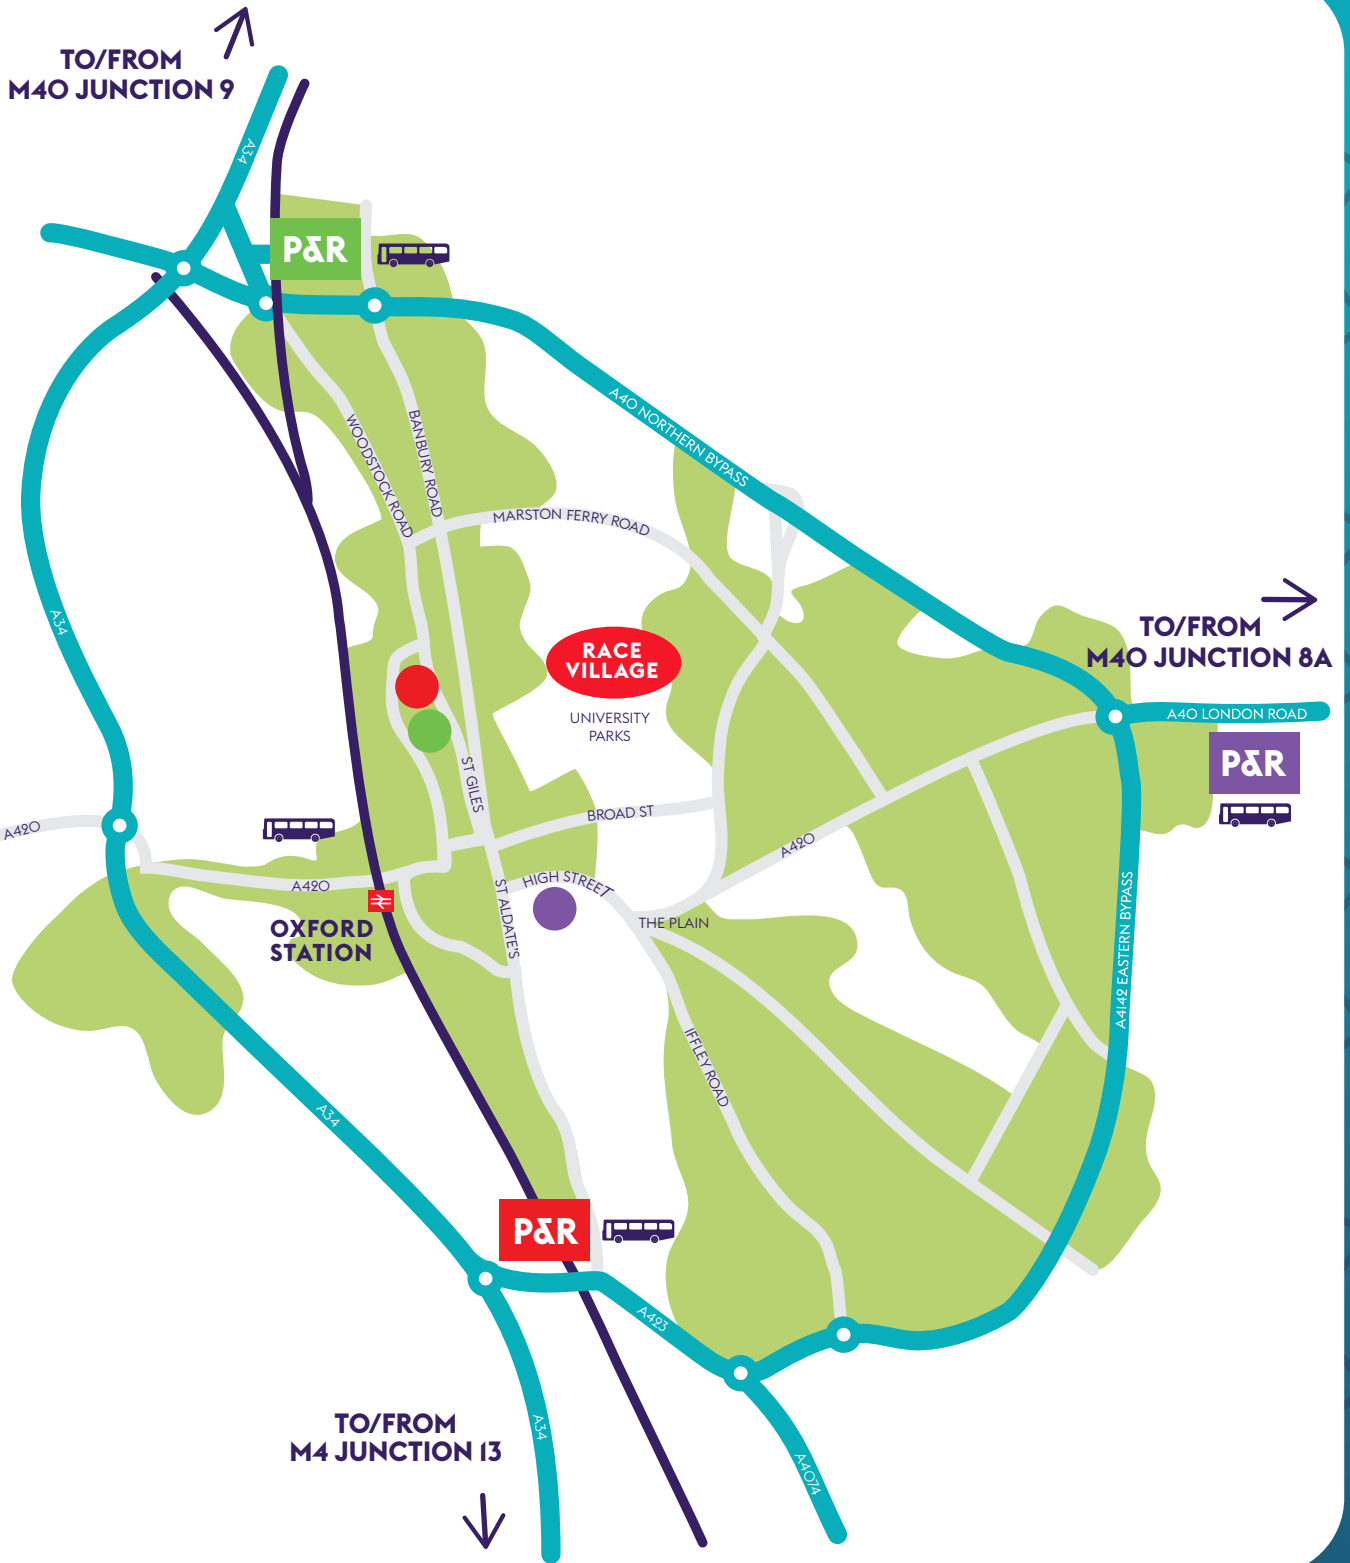 TO/FROM
M40 JUNCTION 9
A34
P&R
A40 NORTHERN BYPASS
WOODSTOCK ROAD
BANBURY ROAD
MARSTON FERRY ROAD
A34
TO/FROM
M40 JUNCTION 8A
RACE
VILLAGE
UNIVERSITY
PARKS
A40 LONDON ROAD
P&R
ST GILES
BROAD ST
A420
A420
A420
HIGH STREET
ST ALDATE'S
THE PLAIN
OXFORD
STATION
A4142 EASTERN BYPASS
IFFLEY ROAD
A34
P&R
A423
TO/FROM
M4 JUNCTION 13
A34
A4074